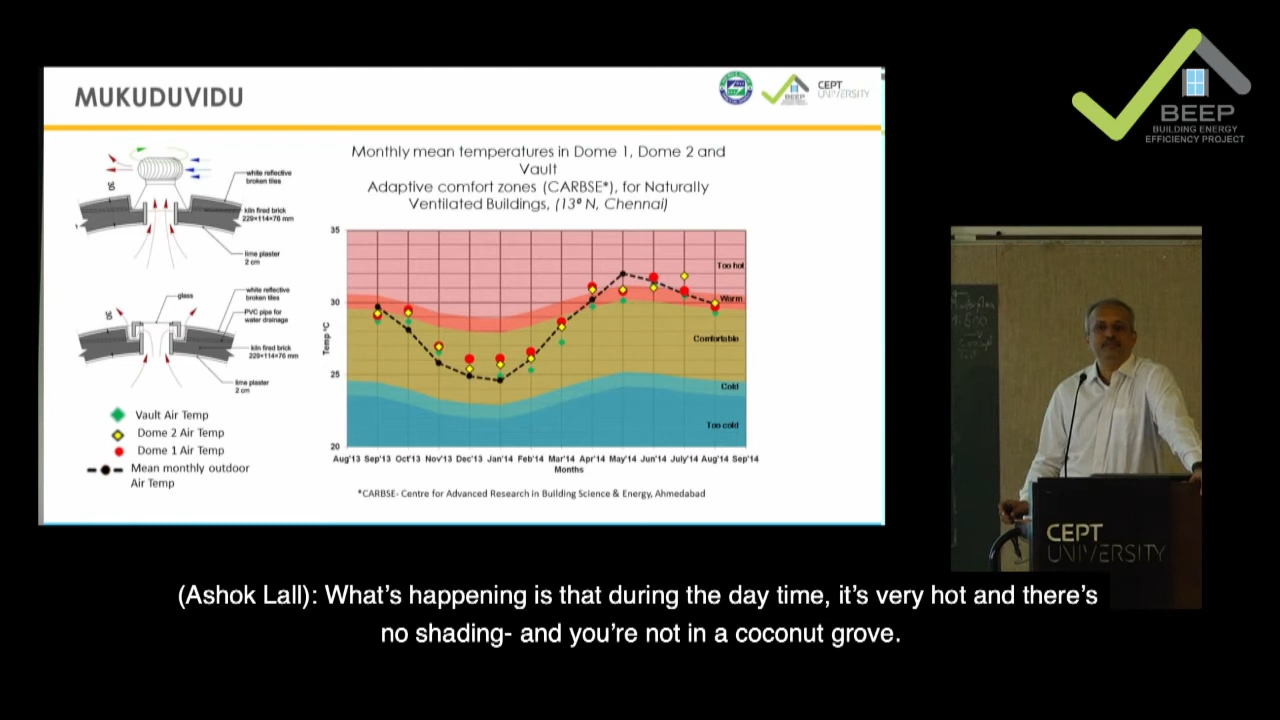 MUKUDUVIDU
BEEP
CEPT
UNIVERSITY
BEEP
BUILDING ENERGY
EFFICIENCY PROJECT
30
white reflective
broken tiles
kiln fired brick
229×114×76 mm
lime plaster
2 cm
glass
30
white reflective
broken tiles
PVC pipe for
water drainage
kiln fired brick
229×114×76 mm
lime plaster
2 cm
Vault Air Temp
Dome 2 Air Temp
Dome 1 Air Temp
Mean monthly outdoor
Air Temp
Monthly mean temperatures in Dome 1, Dome 2 and
Vault
Adaptive comfort zones (CARBSE*), for Naturally
Ventilated Buildings, (13° N, Chennai)
35
30
25
20
Temp °C
Too hot
Warm
Comfortable
Cold
Too cold
Aug'13 Sep'13 Oct'13 Nov'13 Dec'13 Jan'14 Feb'14 Mar'14 Apr'14 May'14 Jun'14 July'14 Aug'14 Sep'14
Months
*CARBSE- Centre for Advanced Research in Building Science & Energy, Ahmedabad
CEPT
UNIVERSITY
(Ashok Lall): What's happening is that during the day time, it's very hot and there's
no shading- and you're not in a coconut grove.